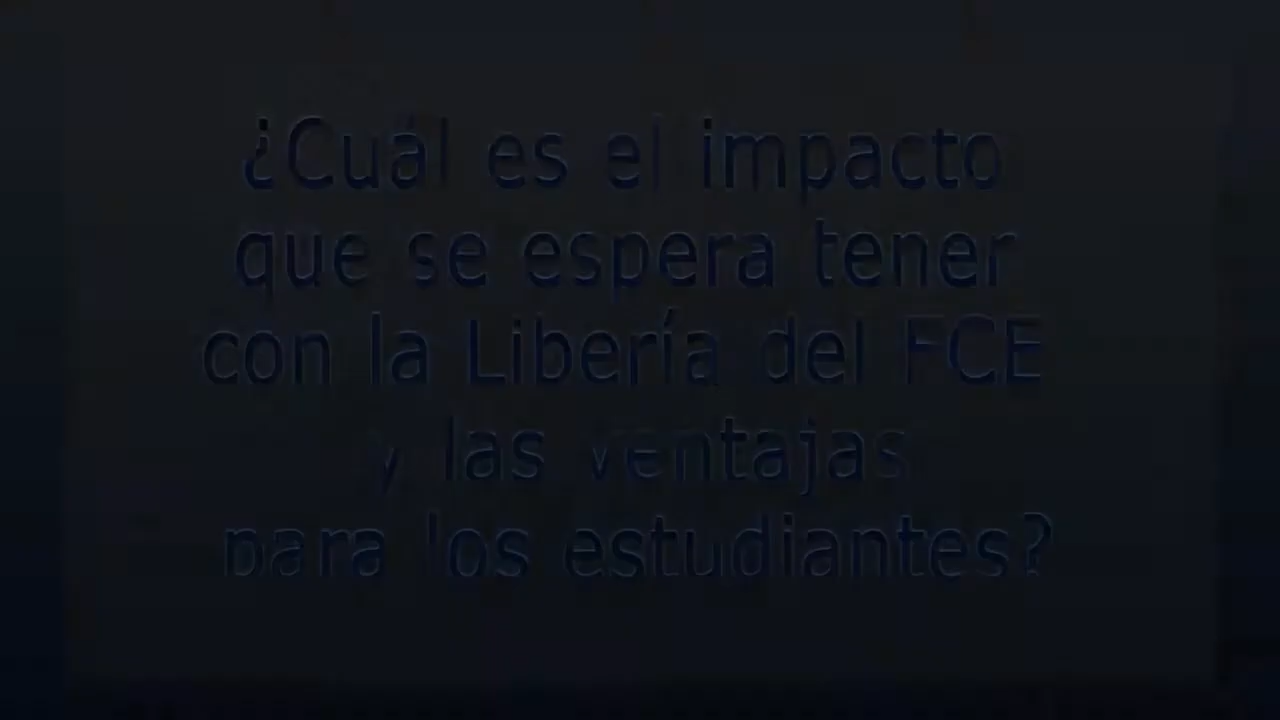 ¿Cuál es el impacto
que se espera tener
con la Libería del FCE
y las ventajas
para los estudiantes?